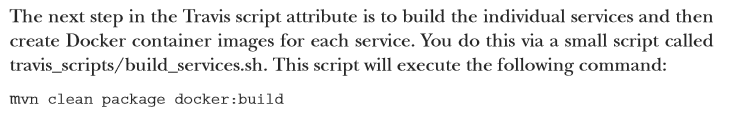 The next step in the Travis script attribute is to build the individual services and then
create Docker container images for each service. You do this via a small script called
travis_scripts/build_services.sh. This script will execute the following command:
mvn clean package docker:build